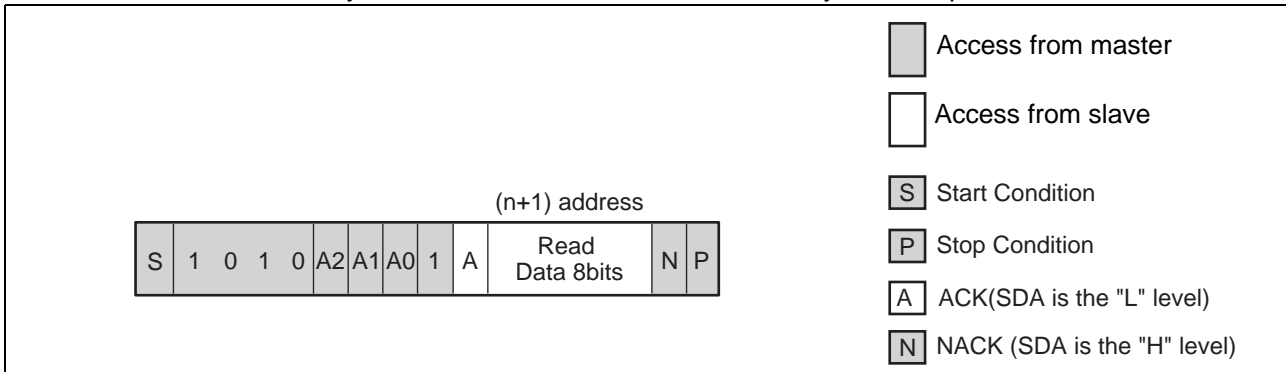 Access from master
Access from slave
(n+1) address
S 1 0 1 0 A2 A1 A0 1 A Read Data 8bits N P
S Start Condition
P Stop Condition
A ACK(SDA is the "L" level)
N NACK (SDA is the "H" level)